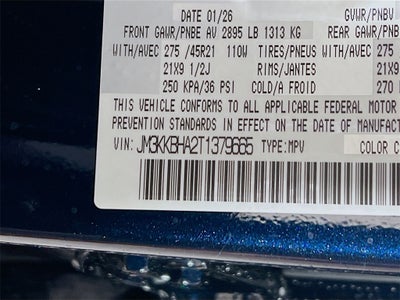 DATE 01/26 GVWR/PNBV
FRONT GAWR/PNBE AV 2895 LB 1313 KG REAR GAWR/PNB
WITH/AVEC 275 /45R21 110W TIRES/PNEUS WITH/AVEC 275
21X9 1/2J RIMS/JANTES 21X9
250 KPA/36 PSI COLD/A FROID 270
THIS VEHICLE CONFORMS TO ALL APPLICABLE FEDERAL MOTOR
PREVENTION STANDARDS IN EFFECT ON THE DATE OF MANUFA
VIN: JM3KKBHA2T1379665 TYPE:MPV COLOR C